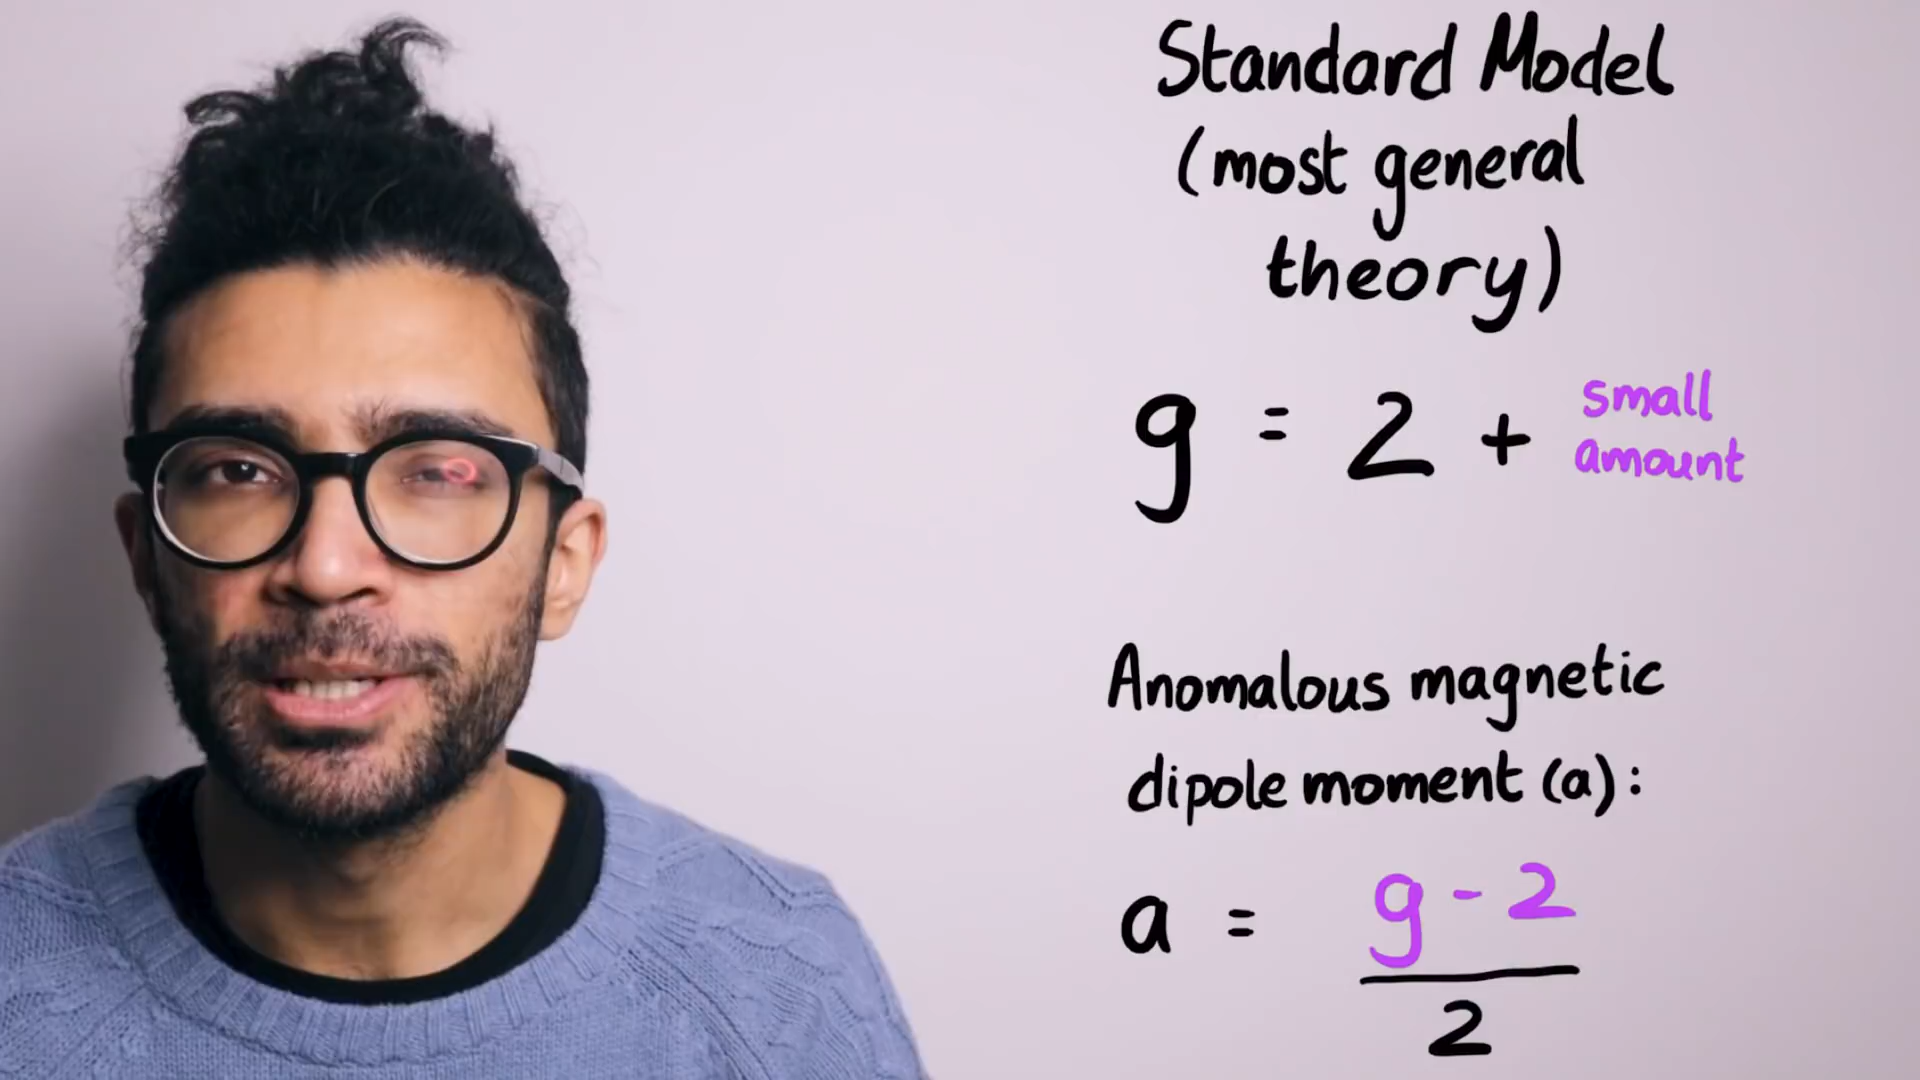 Standard Model
(most general
theory)
g = 2 + small
amount
Anomalous magnetic
dipole moment (a):
a = g - 2
2